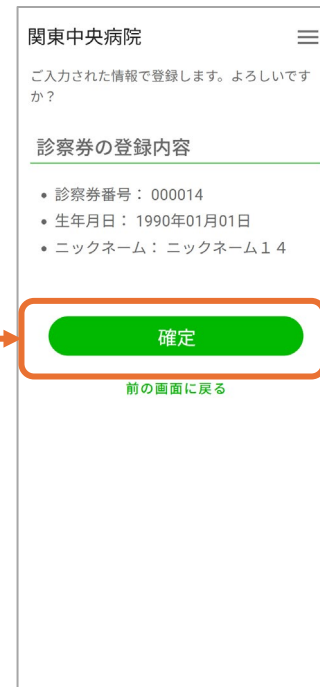 関東中央病院
ご入力された情報で登録します。よろしいです
か？
診察券の登録内容
• 診察券番号： 000014
• 生年月日： 1990年01月01日
• ニックネーム： ニックネーム１４
確定
前の画面に戻る